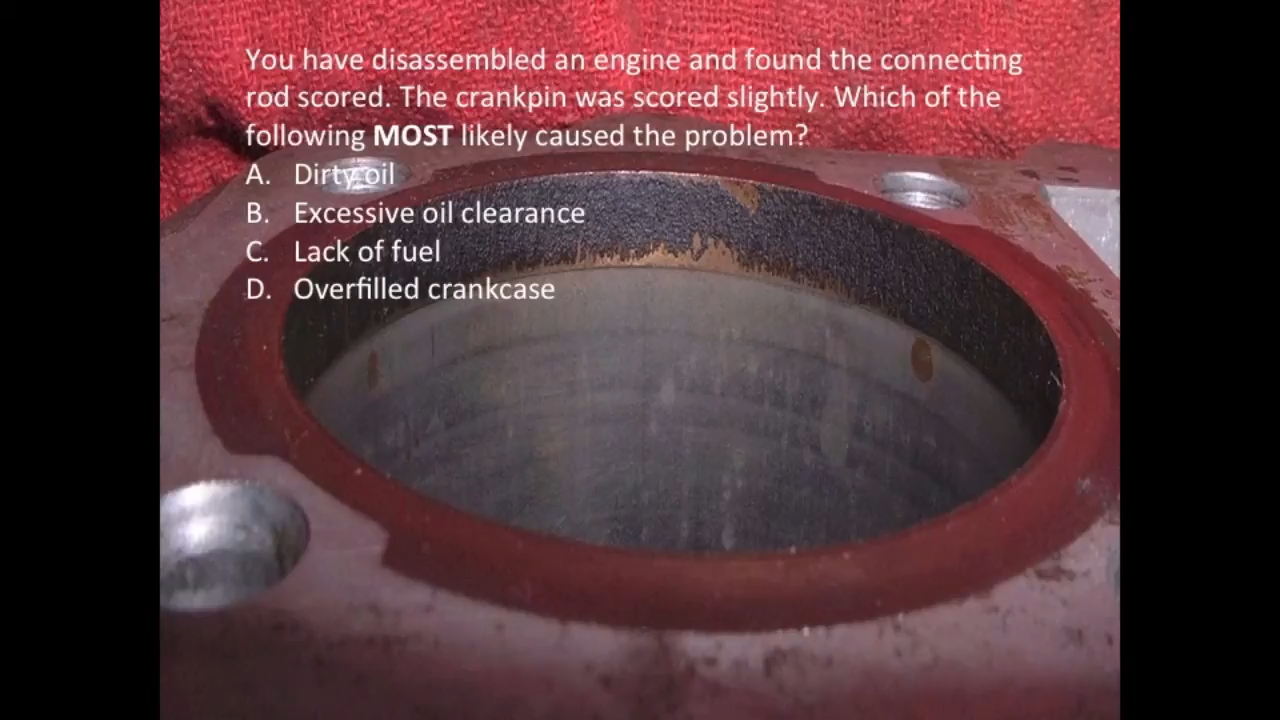 You have disassembled an engine and found the connecting
rod scored. The crankpin was scored slightly. Which of the
following MOST likely caused the problem?
A. Dirty oil
B. Excessive oil clearance
C. Lack of fuel
D. Overfilled crankcase